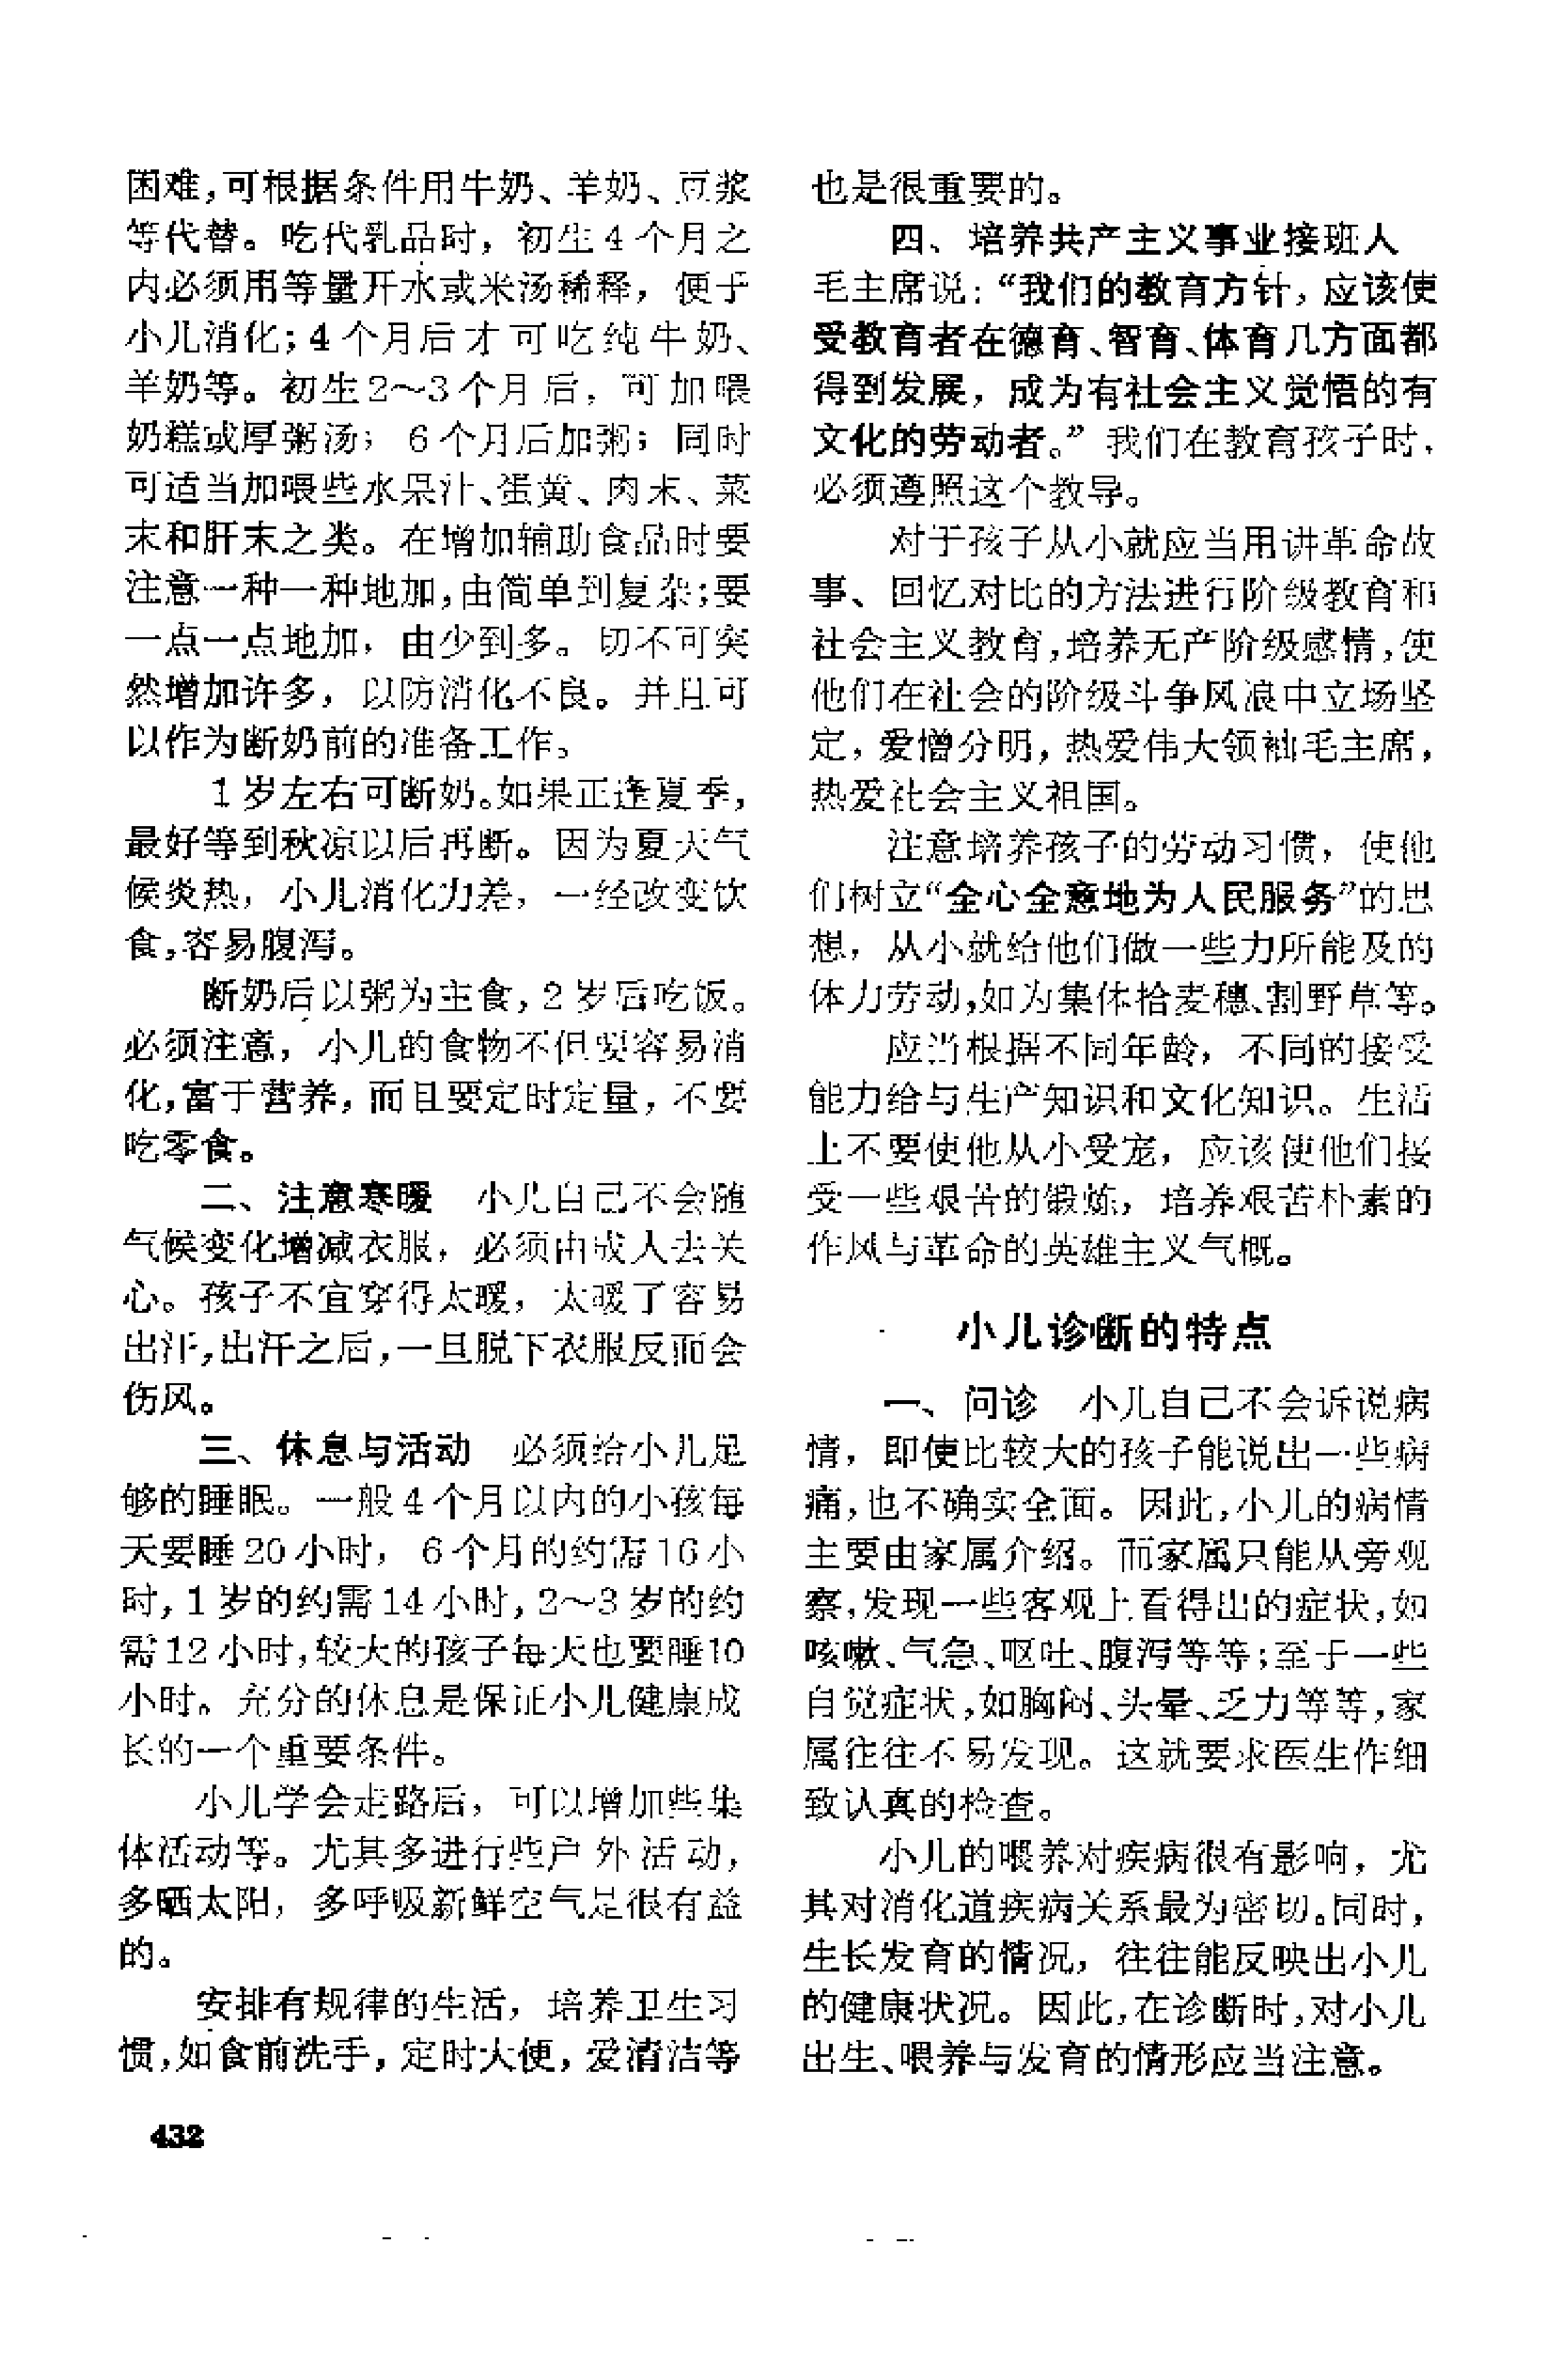 困难,可根据条件用牛奶、羊奶、豆浆
等代替。吃代乳品时，初生4个月之
内必须用等量开水或米汤稀释，便于
小儿消化;4个月后才可吃纯牛奶、
羊奶等。初生2～3个月后，可加喂
奶糕或厚粥汤；6个月后加粥；同时
可适当加喂些水果汁、蛋黄、肉末、菜
末和肝末之类。在增加辅助食品时要
注意一种一种地加,由简单到复杂;要
一点一点地加，由少到多。切不可突
然增加许多，以防消化不良。并且可
以作为断奶前的准备工作。
1岁左右可断奶。如果正逢夏季,
最好等到秋凉以后再断。因为夏天气
候炎热，小儿消化力差，一经改变饮
食,容易腹泻。
断奶后以粥为主食,2岁后吃饭。
必须注意，小儿的食物不但要容易消
化,富于营养,而且要定时定量,不要
吃零食。
二、注意寒暖　小儿自己不会随
气候变化增减衣服，必须由成人去关
心。孩子不宜穿得太暖，太暖了容易
出汗,出汗之后,一旦脱下衣服反而会
伤风。
三、休息与活动　必须给小儿足
够的睡眠。一般4个月以内的小孩每
天要睡20小时，6个月的约需16小
时,1岁的约需14小时,2～3岁的约
需12小时,较大的孩子每天也要睡10
小时。充分的休息是保证小儿健康成
长的一个重要条件。
小儿学会走路后，可以增加些集
体活动等。尤其多进行些户外活动,
多晒太阳，多呼吸新鲜空气是很有益
的。
安排有规律的生活，培养卫生习
惯,如食前洗手,定时大便,爱清洁等
432
也是很重要的。
四、培养共产主义事业接班人
毛主席说:“我们的教育方针,应该使
受教育者在德育、智育、体育几方面都
得到发展，成为有社会主义觉悟的有
文化的劳动者。”我们在教育孩子时,
必须遵照这个教导。
对于孩子从小就应当用讲革命故
事、回忆对比的方法进行阶级教育和
社会主义教育,培养无产阶级感情,使
他们在社会的阶级斗争风浪中立场坚
定,爱憎分明,热爱伟大领袖毛主席,
热爱社会主义祖国。
注意培养孩子的劳动习惯，使他
们树立“全心全意地为人民服务”的思
想，从小就给他们做一些力所能及的
体力劳动,如为集体拾麦穗、割野草等。
应当根据不同年龄，不同的接受
能力给与生产知识和文化知识。生活
上不要使他从小受宠，应该使他们接
受一些艰苦的锻炼，培养艰苦朴素的
作风与革命的英雄主义气概。
小儿诊断的特点
一、问诊　小儿自己不会诉说病
情，即使比较大的孩子能说出一些病
痛,也不确实全面。因此,小儿的病情
主要由家属介绍。而家属只能从旁观
察,发现一些客观上看得出的症状,如
咳嗽、气急、呕吐、腹泻等等;至于一些
自觉症状,如胸闷、头晕、乏力等等,家
属往往不易发现。这就要求医生作细
致认真的检查。
小儿的喂养对疾病很有影响，尤
其对消化道疾病关系最为密切。同时,
生长发育的情况，往往能反映出小儿
的健康状况。因此,在诊断时,对小儿
出生、喂养与发育的情形应当注意。